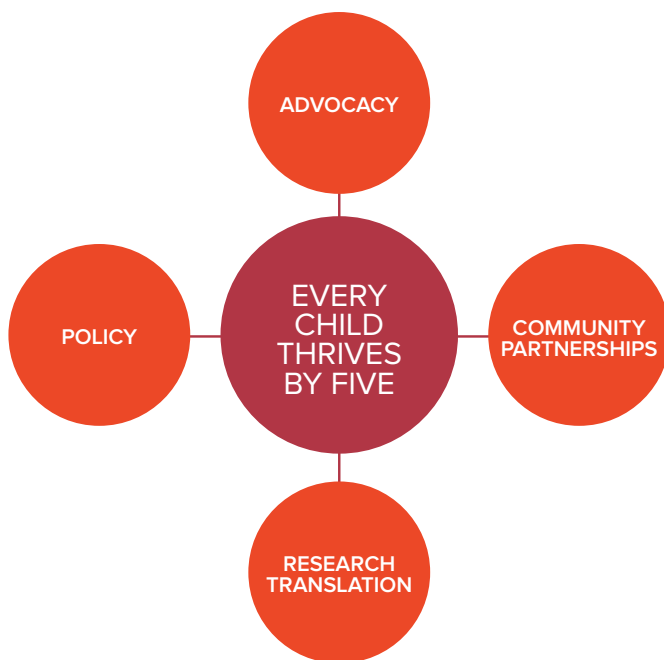 ADVOCACY
POLICY
EVERY
CHILD
THRIVES
BY FIVE
COMMUNITY
PARTNERSHIPS
RESEARCH
TRANSLATION